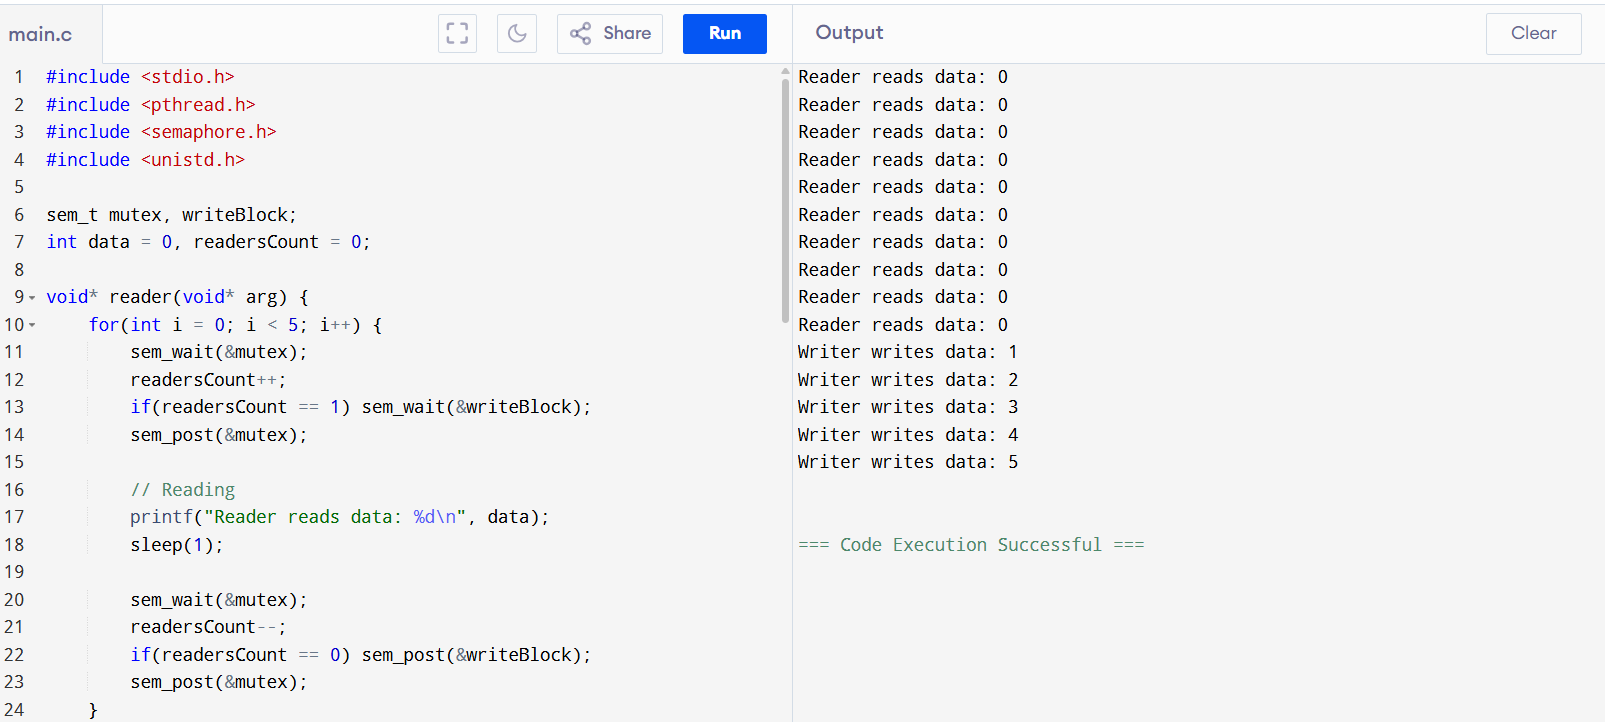 main.c
Share
Run
Output
Clear
1 #include <stdio.h>
2 #include <pthread.h>
3 #include <semaphore.h>
4 #include <unistd.h>
5
6 sem_t mutex, writeBlock;
7 int data = 0, readersCount = 0;
8
9 void* reader(void* arg) {
10     for(int i = 0; i < 5; i++) {
11         sem_wait(&mutex);
12         readersCount++;
13         if(readersCount == 1) sem_wait(&writeBlock);
14         sem_post(&mutex);
15
16         // Reading
17         printf("Reader reads data: %d\n", data);
18         sleep(1);
19
20         sem_wait(&mutex);
21         readersCount--;
22         if(readersCount == 0) sem_post(&writeBlock);
23         sem_post(&mutex);
24     }
Reader reads data: 0
Reader reads data: 0
Reader reads data: 0
Reader reads data: 0
Reader reads data: 0
Reader reads data: 0
Reader reads data: 0
Reader reads data: 0
Reader reads data: 0
Reader reads data: 0
Writer writes data: 1
Writer writes data: 2
Writer writes data: 3
Writer writes data: 4
Writer writes data: 5
=== Code Execution Successful ===